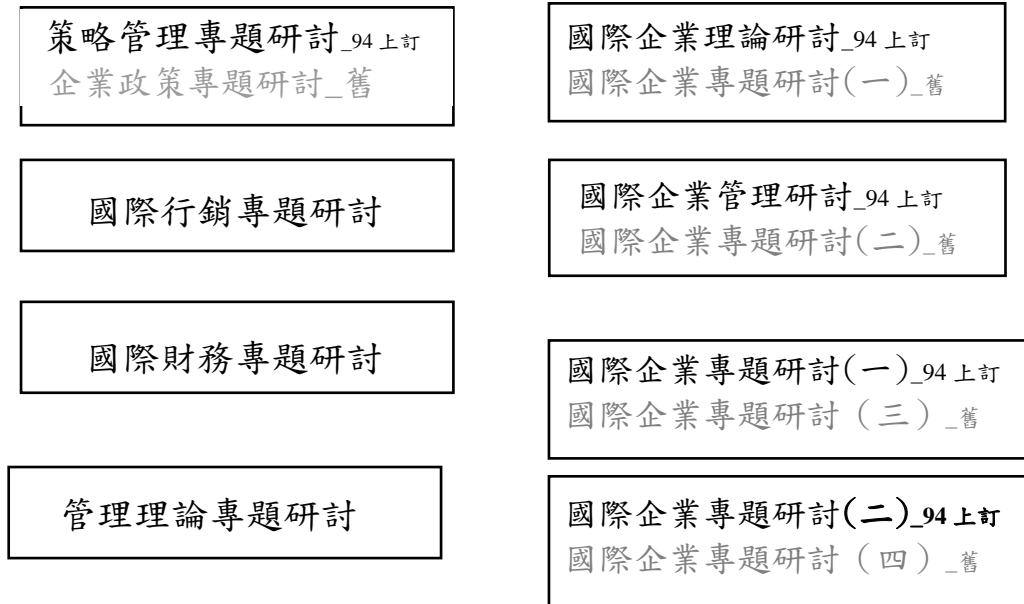 策略管理專題研討_94 上訂
企業政策專題研討_舊
國際行銷專題研討
國際財務專題研討
管理理論專題研討
國際企業理論研討_94 上訂
國際企業專題研討(一)_舊
國際企業管理研討_94 上訂
國際企業專題研討(二)_舊
國際企業專題研討(一)_94 上訂
國際企業專題研討（三）_舊
國際企業專題研討(二)_94 上訂
國際企業專題研討（四）_舊